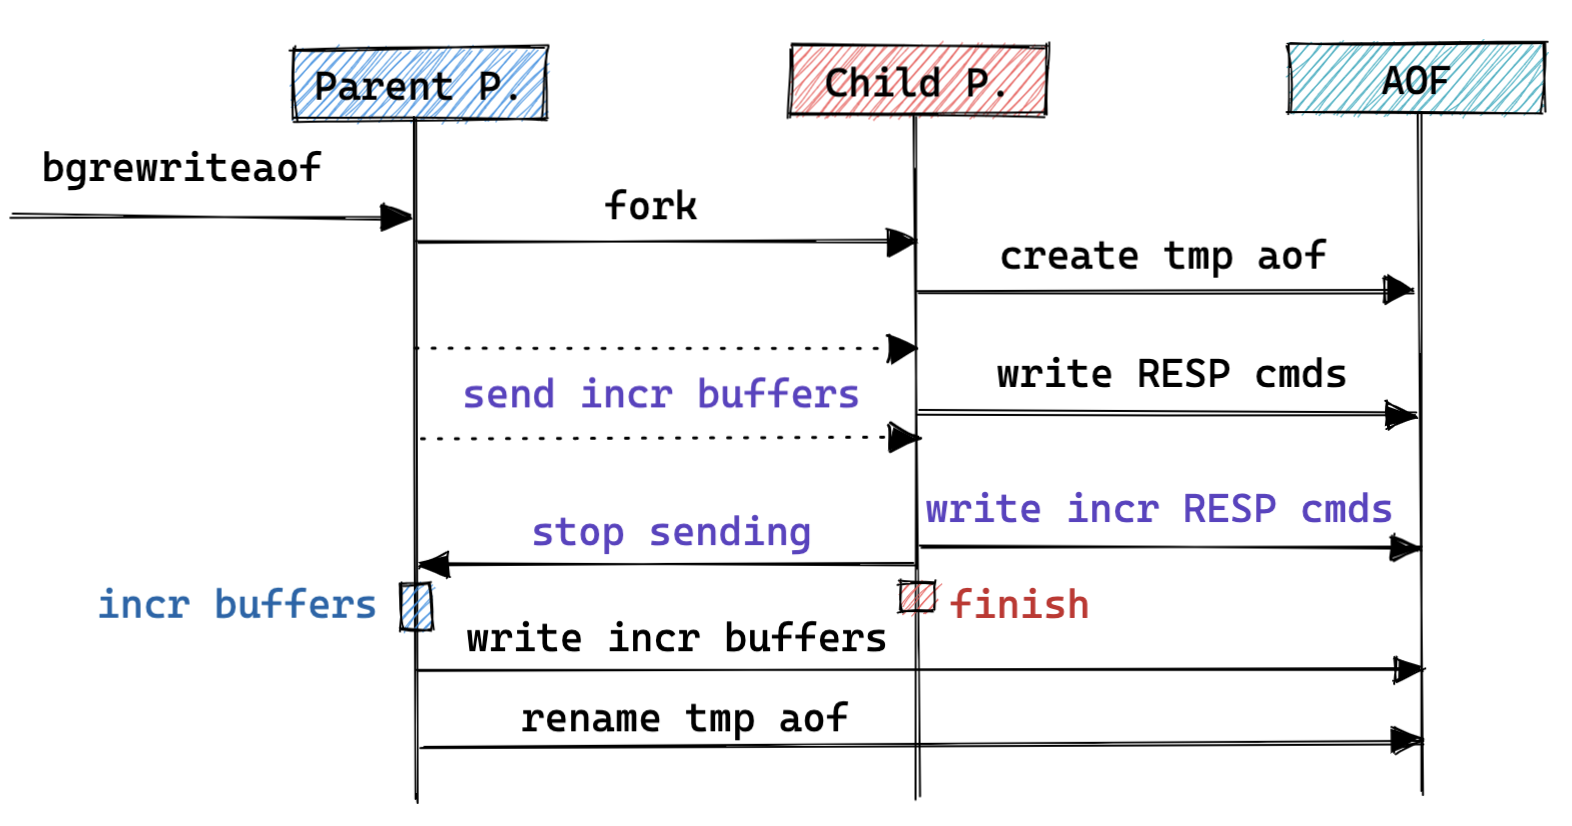 Parent P.
Child P.
AOF
bgrewriteaof
fork
create tmp aof
send incr buffers
write RESP cmds
write incr RESP cmds
stop sending
incr buffers
finish
write incr buffers
rename tmp aof